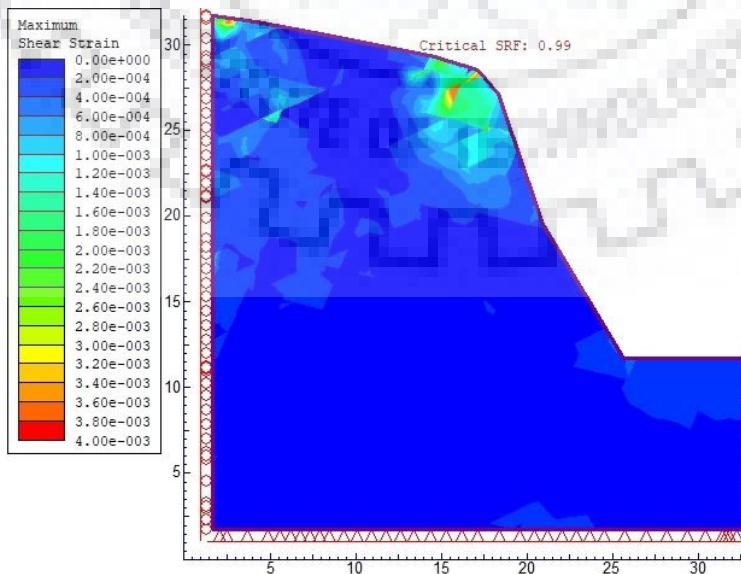 Maximum
Shear Strain
0.00e+000
2.00e-004
4.00e-004
6.00e-004
8.00e-004
1.00e-003
1.20e-003
1.40e-003
1.60e-003
1.80e-003
2.00e-003
2.20e-003
2.40e-003
2.60e-003
2.80e-003
3.00e-003
3.20e-003
3.40e-003
3.60e-003
3.80e-003
4.00e-003
Critical SRF: 0.99
30
25
20
15
10
5
5 10 15 20 25 30